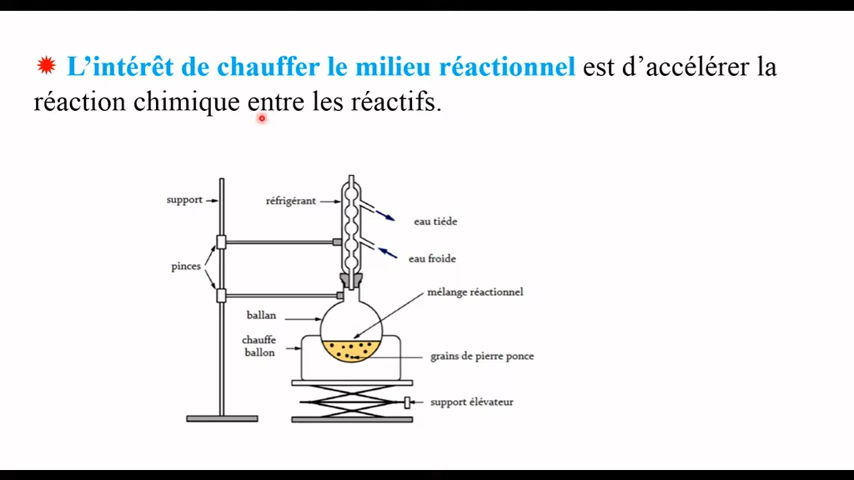 L'intérêt de chauffer le milieu réactionnel est d'accélérer la
réaction chimique entre les réactifs.
support
réfrigérant
eau tiéde
eau froide
pinces
mélange réactionnel
ballan
chauffe
ballon
grains de pierre ponce
support élévateur